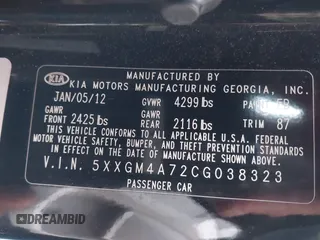 MANUFACTURED BY
KIA KIA MOTORS MANUFACTURING GEORGIA, INC.
JAN/05/12 GVWR 4299 lbs
GAWR GAWR
FRONT 2425 lbs REAR 2116 lbs TRIM 87
THIS VEHICLE CONFORMS TO ALL APPLICABLE U.S.A. FEDERAL
MOTOR VEHICLE SAFETY, BUMPER, AND THEFT PREVENTION
STANDARDS IN EFFECT ON THE DATE OF MANUFACTURE SHOWN ABOVE.
V.I.N. 5XXGM4A72CG038323
PASSENGER CAR
DREAMBID